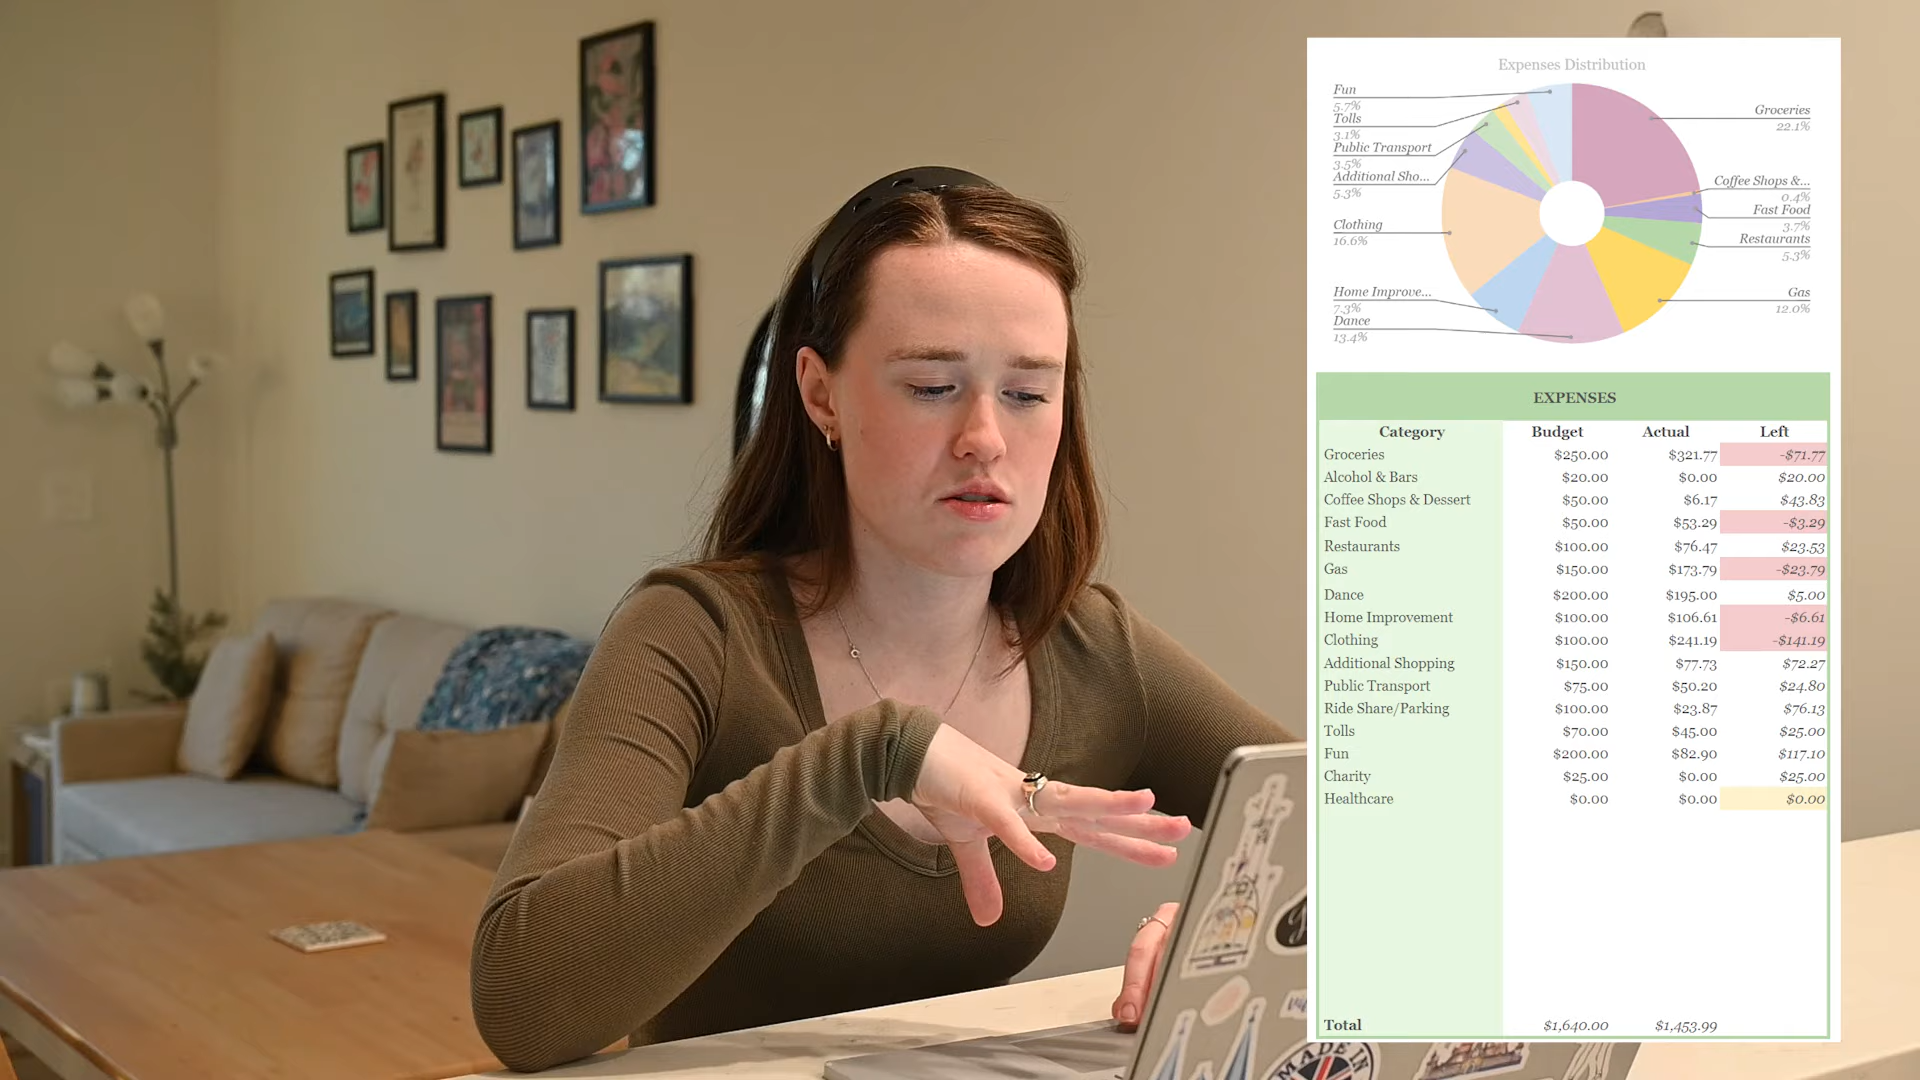 Expenses Distribution
Fun
5.7%
Tolls
3.1%
Public Transport
3.5%
Additional Sho...
5.3%
Clothing
16.6%
Home Improve...
7.3%
Dance
13.4%
Groceries
22.1%
Coffee Shops &...
0.4%
Fast Food
3.7%
Restaurants
5.3%
Gas
12.0%
EXPENSES
Category Budget Actual Left
Groceries $250.00 $321.77 -$71.77
Alcohol & Bars $20.00 $0.00 $20.00
Coffee Shops & Dessert $50.00 $6.17 $43.83
Fast Food $50.00 $53.29 -$3.29
Restaurants $100.00 $76.47 $23.53
Gas $150.00 $173.79 -$23.79
Dance $200.00 $195.00 $5.00
Home Improvement $100.00 $106.61 -$6.61
Clothing $100.00 $241.19 -$141.19
Additional Shopping $150.00 $77.73 $72.27
Public Transport $75.00 $50.20 $24.80
Ride Share/Parking $100.00 $23.87 $76.13
Tolls $70.00 $45.00 $25.00
Fun $200.00 $82.90 $117.10
Charity $25.00 $0.00 $25.00
Healthcare $0.00 $0.00 $0.00
Total $1,640.00 $1,453.99
MADE IN